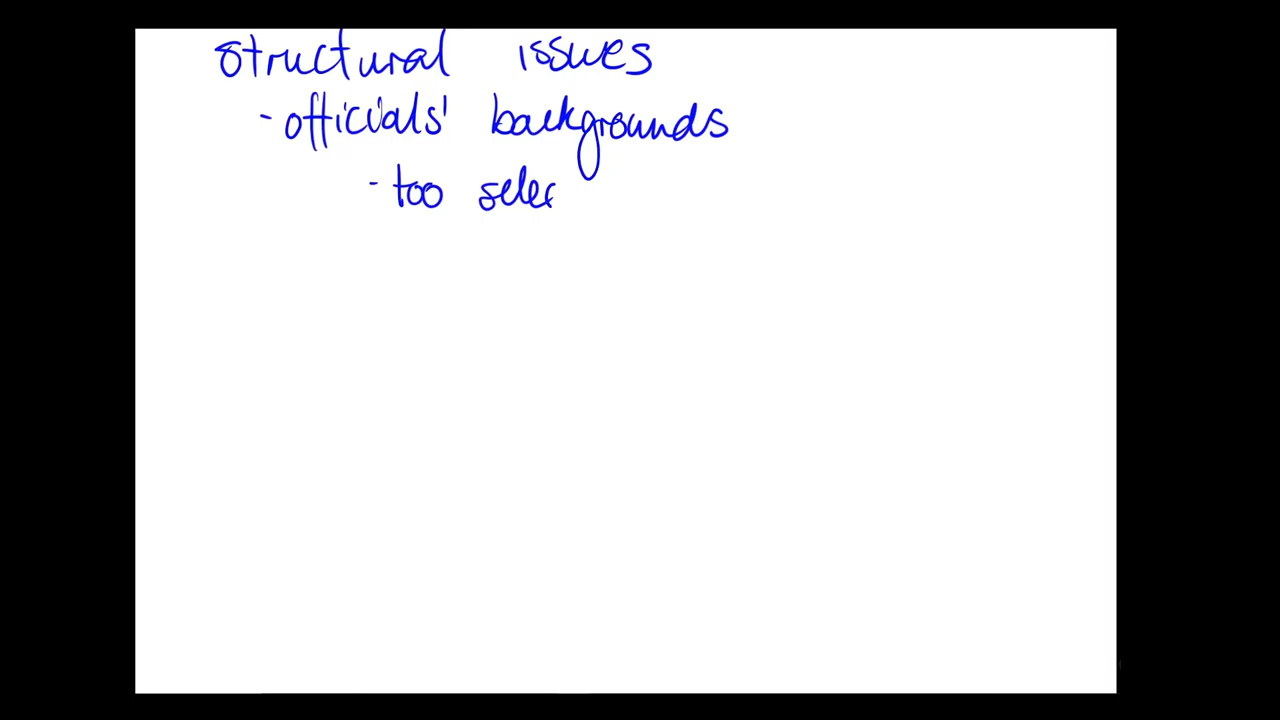 structural issues
- officials' backgrounds
- too selec